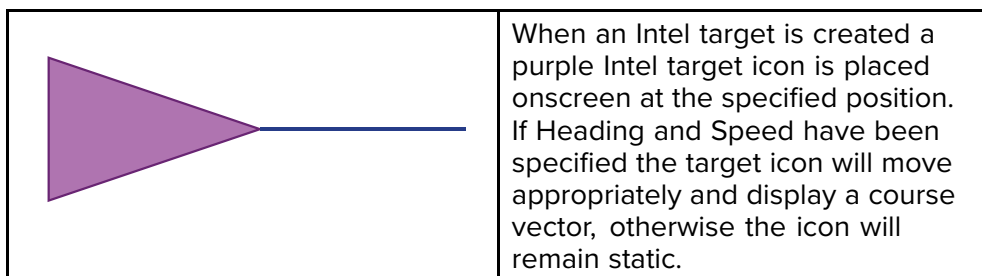 When an Intel target is created a
purple Intel target icon is placed
onscreen at the specified position.
If Heading and Speed have been
specified the target icon will move
appropriately and display a course
vector, otherwise the icon will
remain static.